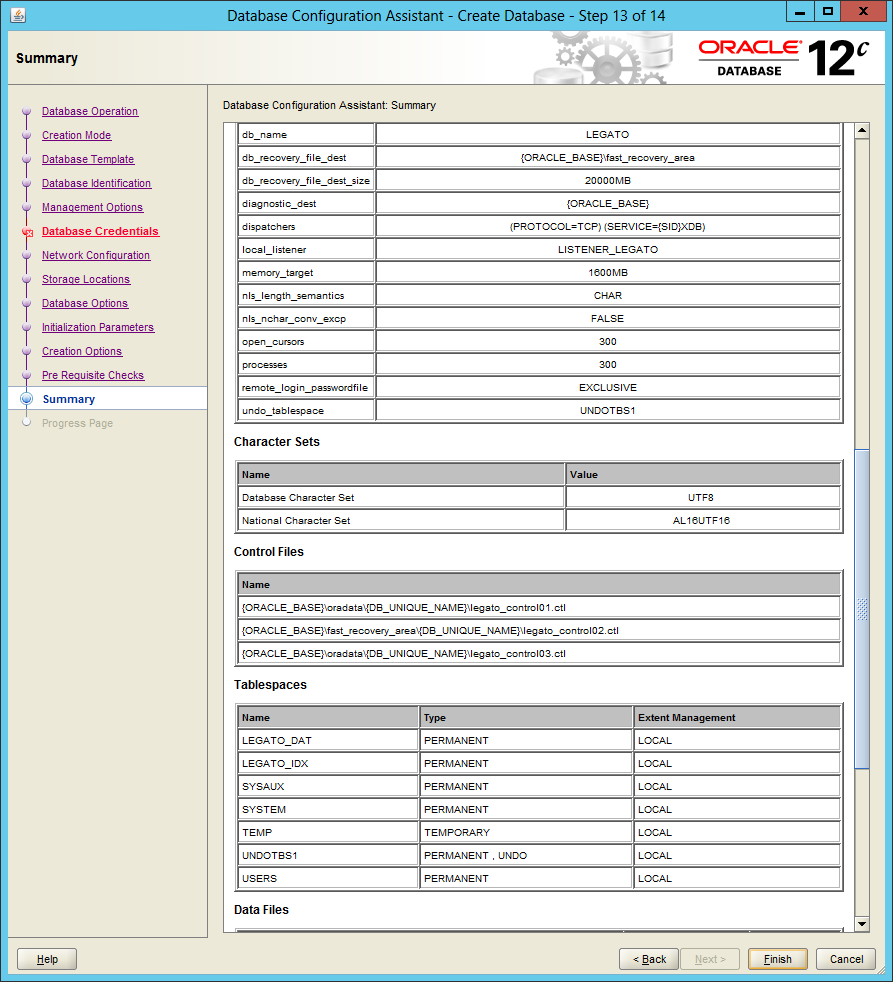 Database Configuration Assistant - Create Database - Step 13 of 14
Summary
ORACLE DATABASE 12c
Database Operation
Creation Mode
Database Template
Database Identification
Management Options
Database Credentials
Network Configuration
Storage Locations
Database Options
Initialization Parameters
Creation Options
Pre Requisite Checks
Summary
Progress Page
Database Configuration Assistant: Summary
db_name LEGATO
db_recovery_file_dest {ORACLE_BASE}\fast_recovery_area
db_recovery_file_dest_size 20000MB
diagnostic_dest {ORACLE_BASE}
dispatchers (PROTOCOL=TCP) (SERVICE={SID}XDB)
local_listener LISTENER_LEGATO
memory_target 1600MB
nls_length_semantics CHAR
nls_nchar_conv_excp FALSE
open_cursors 300
processes 300
remote_login_passwordfile EXCLUSIVE
undo_tablespace UNDOTBS1
Character Sets
Name Value
Database Character Set UTF8
National Character Set AL16UTF16
Control Files
Name
{ORACLE_BASE}\oradata\{DB_UNIQUE_NAME}\legato_control01.ctl
{ORACLE_BASE}\fast_recovery_area\{DB_UNIQUE_NAME}\legato_control02.ctl
{ORACLE_BASE}\oradata\{DB_UNIQUE_NAME}\legato_control03.ctl
Tablespaces
Name Type Extent Management
LEGATO_DAT PERMANENT LOCAL
LEGATO_IDX PERMANENT LOCAL
SYSAUX PERMANENT LOCAL
SYSTEM PERMANENT LOCAL
TEMP TEMPORARY LOCAL
UNDOTBS1 PERMANENT , UNDO LOCAL
USERS PERMANENT LOCAL
Data Files
Help < Back Next > Finish Cancel